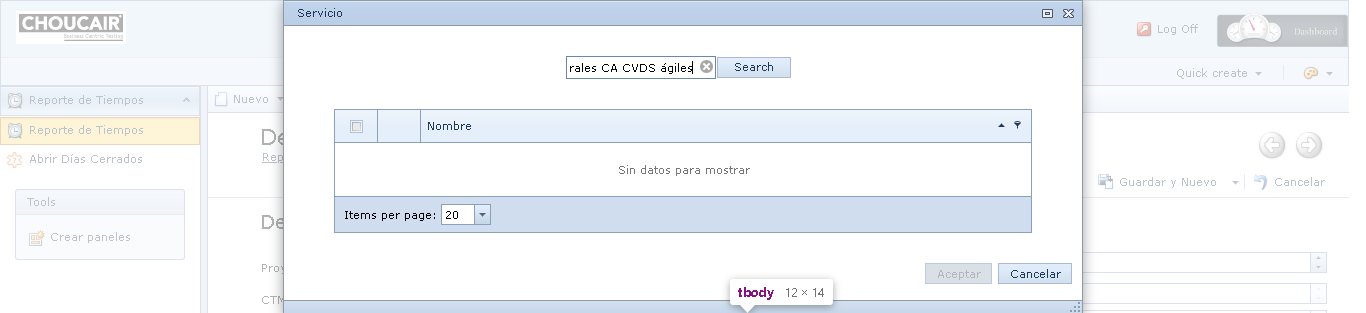 Servicio
CHOUCAIR
Business Centric Testing
Log Off
Dashboard
rales CA CVDS ágiles
Search
Quick create
Reporte de Tiempos
Nuevo
Nombre
Reporte de Tiempos
De
Rep
Abrir Días Cerrados
Sin datos para mostrar
Guardar y Nuevo
Cancelar
Tools
Items per page: 20
De
Crear paneles
Proy
Aceptar
Cancelar
tbody 12 × 14
CTM